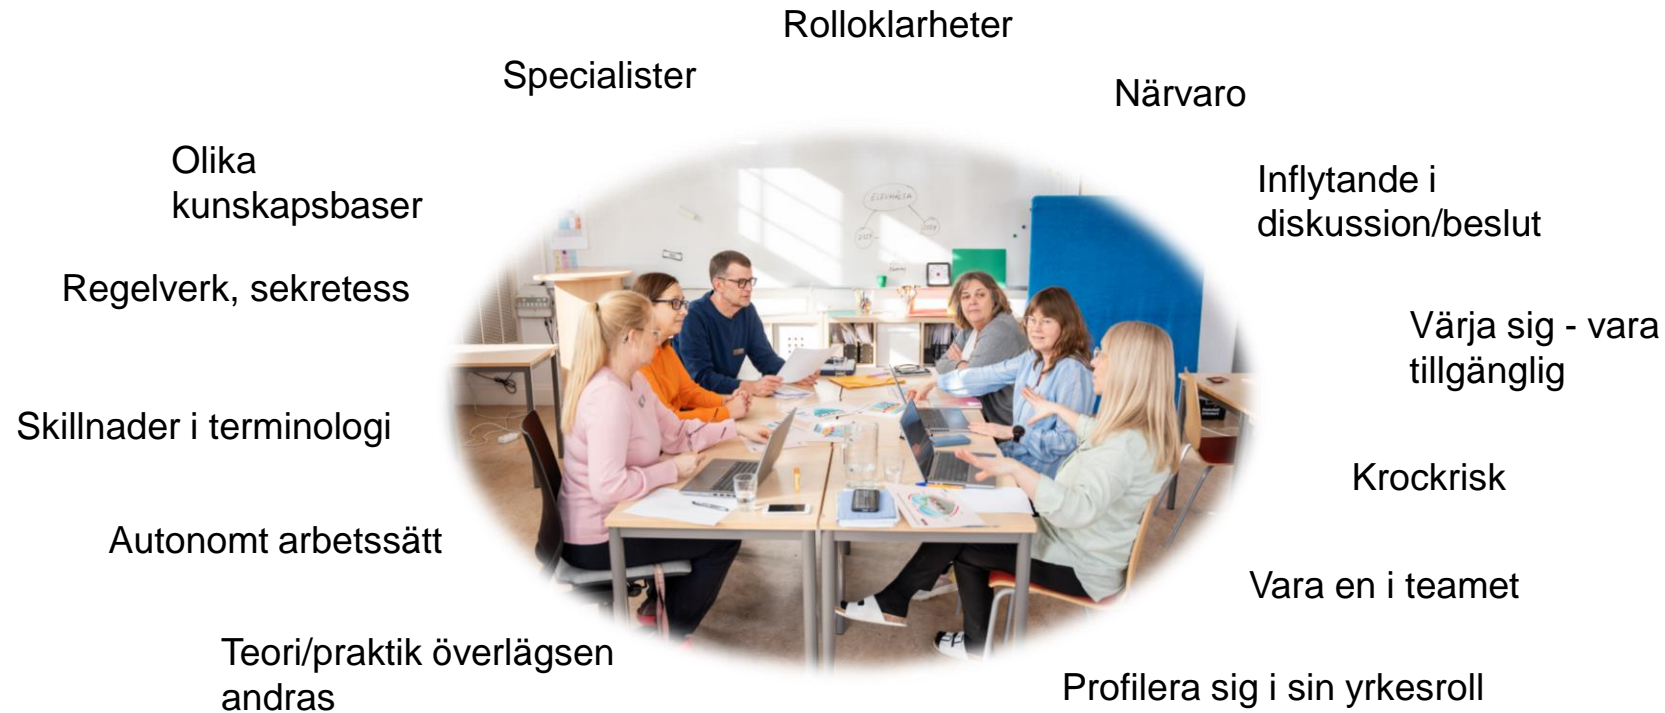 Rolloklarheter
Specialister
Närvaro
Olika
kunskapsbaser
Inflytande i
diskussion/beslut
Regelverk, sekretess
Värja sig - vara
tillgänglig
Skillnader i terminologi
Krockrisk
Autonomt arbetssätt
Vara en i teamet
Teori/praktik överlägsen
andras
Profilera sig i sin yrkesroll
ELEVHÄLSA